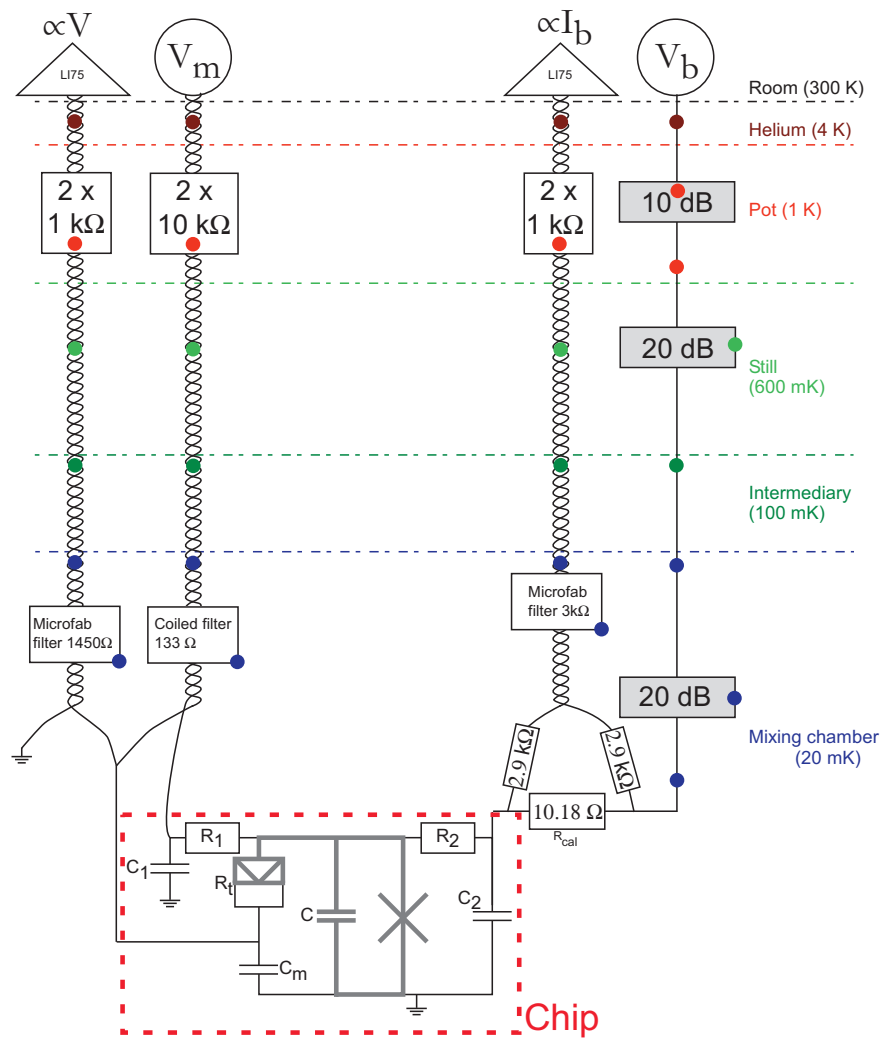 ∝V
V_m
∝I_b
V_b
LI75
LI75
Room (300 K)
Helium (4 K)
2 x
1 kΩ
2 x
10 kΩ
2 x
1 kΩ
10 dB
Pot (1 K)
20 dB
Still
(600 mK)
Intermediary
(100 mK)
Microfab
filter 1450Ω
Coiled filter
133 Ω
Microfab
filter 3kΩ
20 dB
Mixing chamber
(20 mK)
2.9 kΩ
2.9 kΩ
10.18 Ω
R_cal
R_1
R_2
C_1
R_t
C
C_2
C_m
Chip